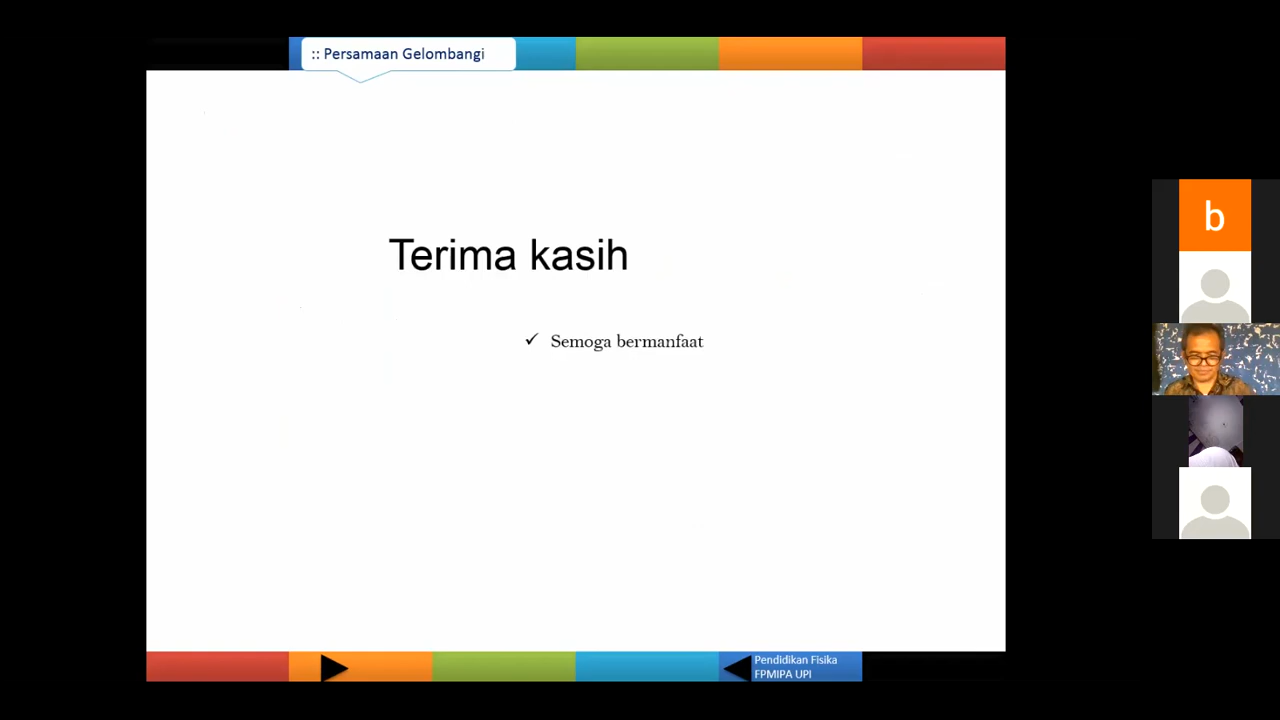 :: Persamaan Gelombangi
Terima kasih
✓ Semoga bermanfaat
Pendidikan Fisika
FPMIPA UPI
b